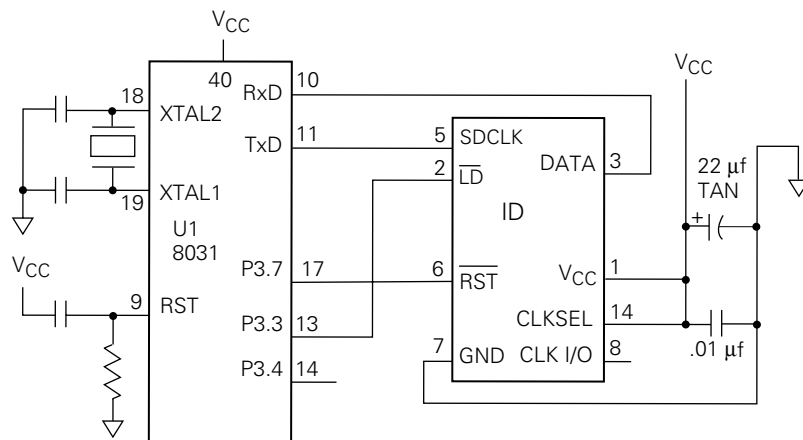 VCC
40
18
XTAL2
19
XTAL1
U1
8031
VCC
9
RST
RxD
10
TxD
11
P3.7
17
P3.3
13
P3.4
14
5
SDCLK
2
LD
DATA
3
ID
6
RST
VCC
1
CLKSEL
14
7
GND
CLK I/O
8
VCC
22 µf
TAN
+
.01 µf